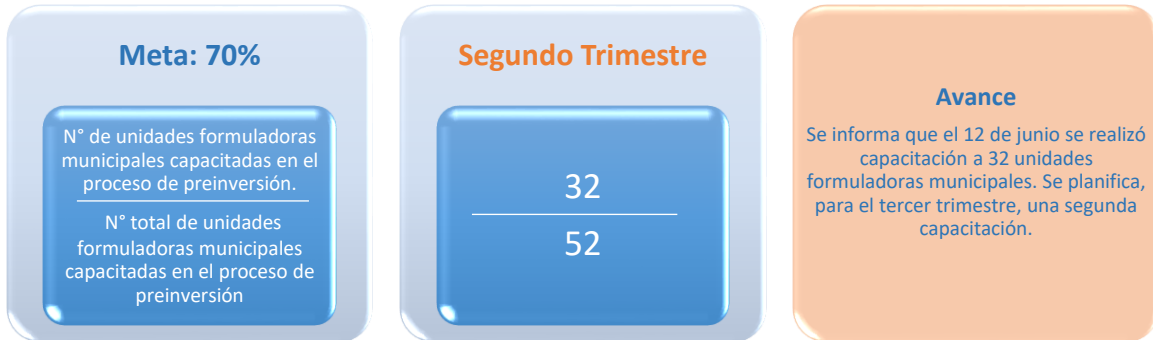 Meta: 70%
N° de unidades formuladoras
municipales capacitadas en el
proceso de preinversión.
N° total de unidades
formuladoras municipales
capacitadas en el proceso de
preinversión
Segundo Trimestre
32
52
Avance
Se informa que el 12 de junio se realizó
capacitación a 32 unidades
formuladoras municipales. Se planifica,
para el tercer trimestre, una segunda
capacitación.